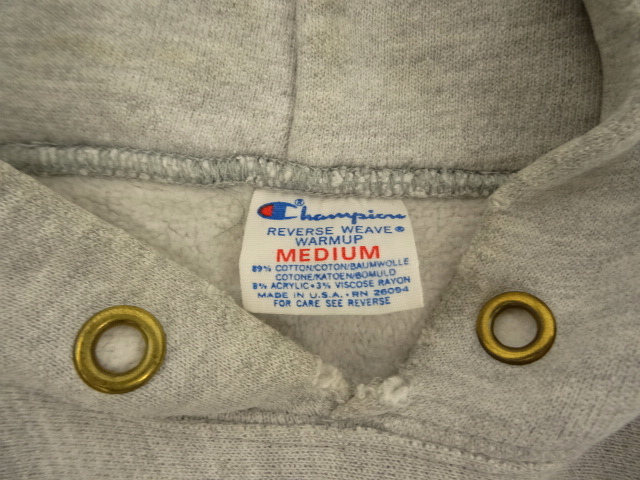 Champion®
REVERSE WEAVE®
WARMUP
MEDIUM
89% COTTON/COTON/BAUMWOLLE
COTONE/KATOEN/BOMULD
8% ACRYLIC • 3% VISCOSE RAYON
MADE IN U.S.A. • RN 26094
FOR CARE SEE REVERSE